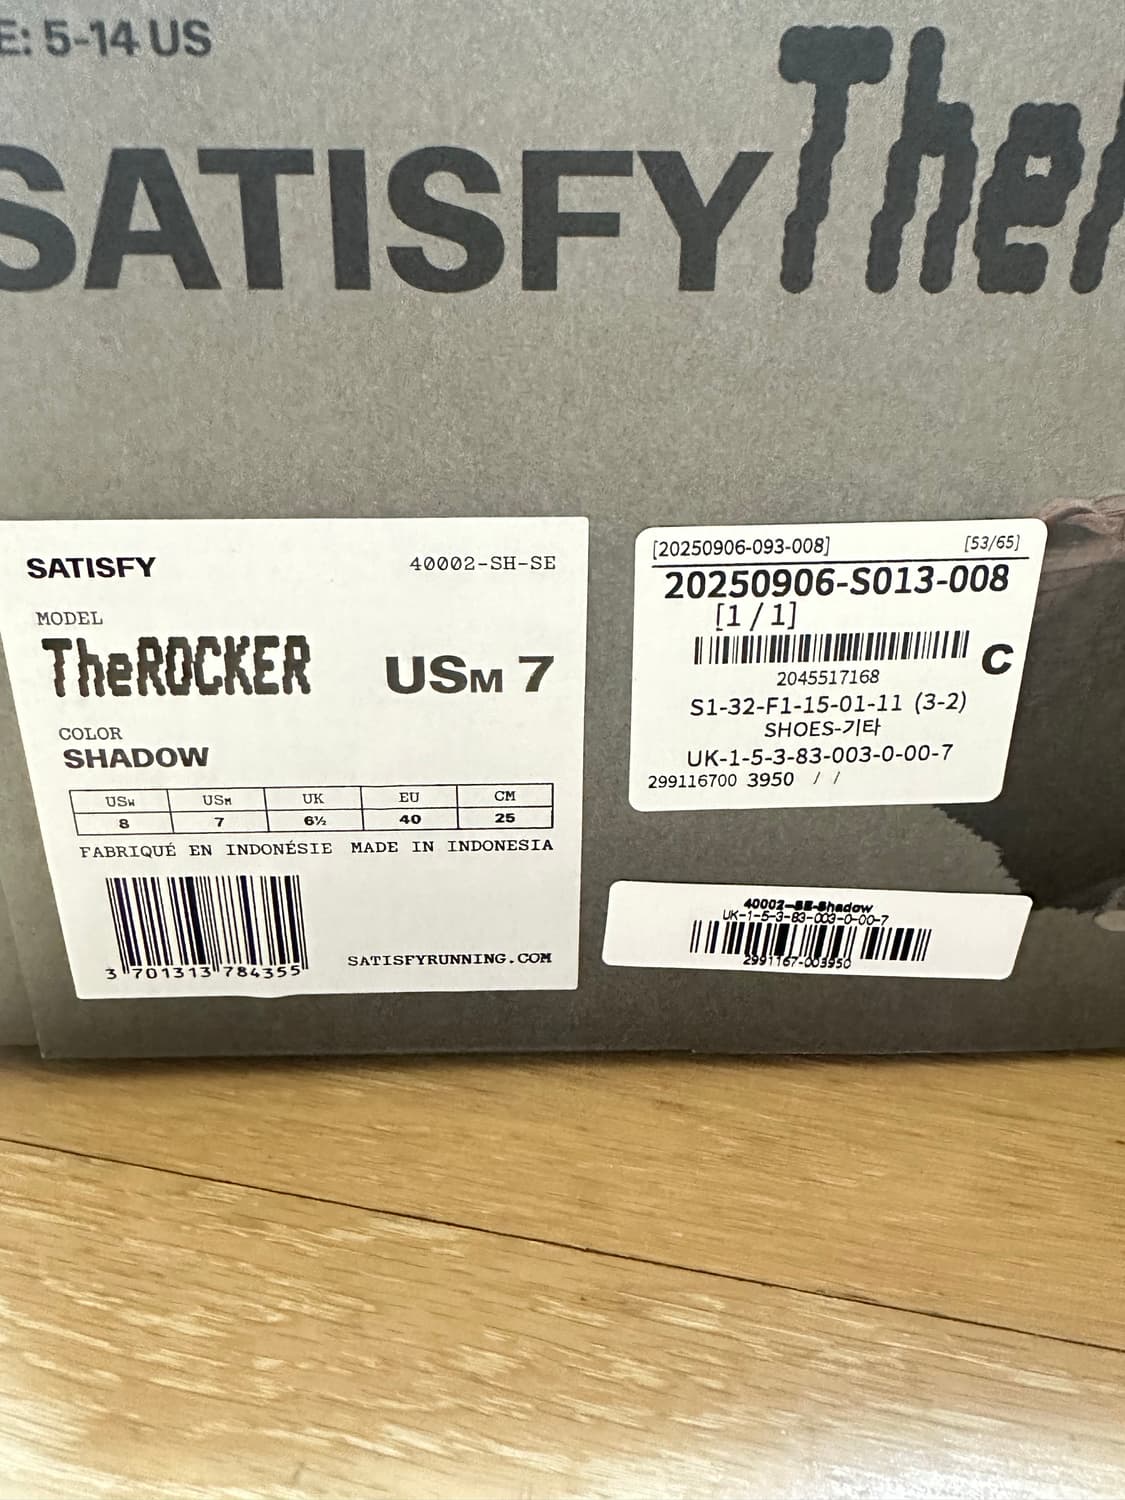 E: 5-14 US
SATISFY The
SATISFY 40002-SH-SE
MODEL
TheROCKER USM 7
COLOR
SHADOW
USW USM UK EU CM
8 7 6½ 40 25
FABRIQUÉ EN INDONÉSIE MADE IN INDONESIA
3 701313 784355
SATISFYRUNNING.COM
[20250906-093-008] [53/65]
20250906-S013-008
[1 / 1]
C
2045517168
S1-32-F1-15-01-11 (3-2)
SHOES-기타
UK-1-5-3-83-003-0-00-7
299116700 3950 / /
40002-SE-Shadow
UK-1-5-3-83-003-0-00-7
2991167-003950